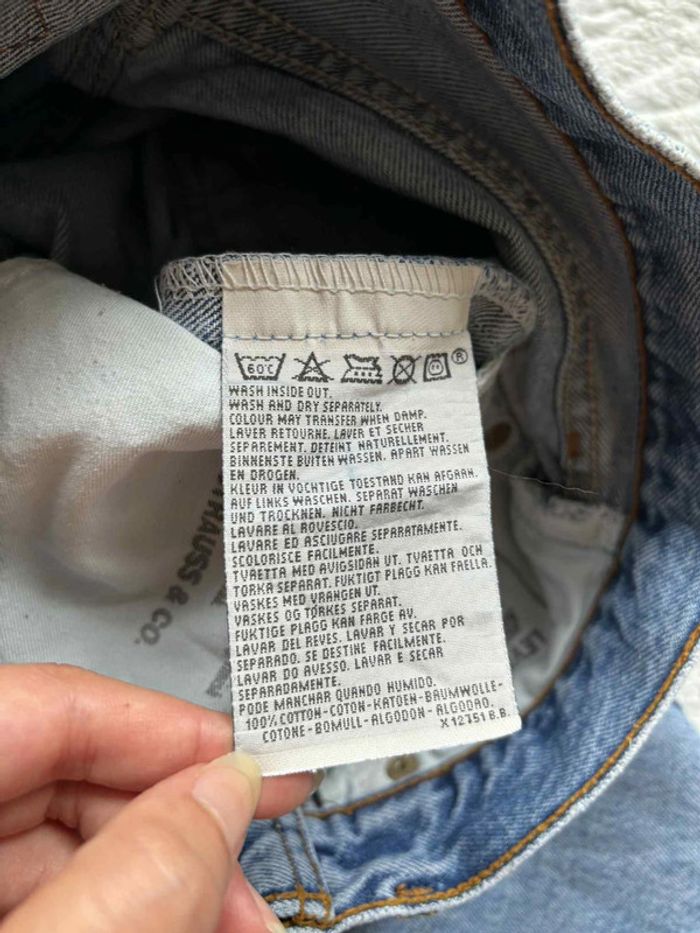 60C
®
WASH INSIDE OUT.
WASH AND DRY SEPARATELY.
COLOUR MAY TRANSFER WHEN DAMP.
LAVER RETOURNE. LAVER ET SECHER
SEPAREMENT. DETEINT NATURELLEMENT.
BINNENSTE BUITEN WASSEN. APART WASSEN
EN DROGEN.
KLEUR IN VOCHTIGE TOESTAND KAN AFGAAN.
AUF LINKS WASCHEN. SEPARAT WASCHEN
UND TROCKNEN. NICHT FARBECHT.
LAVARE AL ROVESCIO.
LAVARE ED ASCIUGARE SEPARATAMENTE.
SCOLORISCE FACILMENTE.
TVAETTA MED AVIGSIDAN UT. TVAETTA OCH
TORKA SEPARAT. FUKTIGT PLAGG KAN FAELLA.
VASKES MED VRANGEN UT.
VASKES OG TØRKES SEPARAT.
FUKTIGE PLAGG KAN FARGE AV.
LAVAR DEL REVES. LAVAR Y SECAR POR
SEPARADO. SE DESTINE FACILMENTE.
LAVAR DO AVESSO. LAVAR E SECAR
SEPARADAMENTE.
PODE MANCHAR QUANDO HUMIDO.
100% COTTON-COTON-KATOEN-BAUMWOLLE-
COTONE-BOMULL-ALGODON-ALGODAO.
X12751 B.B.
STRAUSS & CO.